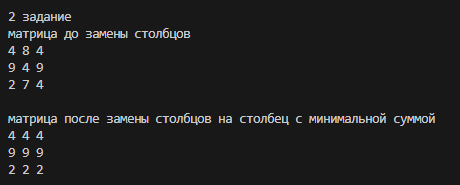 2 задание
матрица до замены столбцов
4 8 4
9 4 9
2 7 4
матрица после замены столбцов на столбец с минимальной суммой
4 4 4
9 9 9
2 2 2